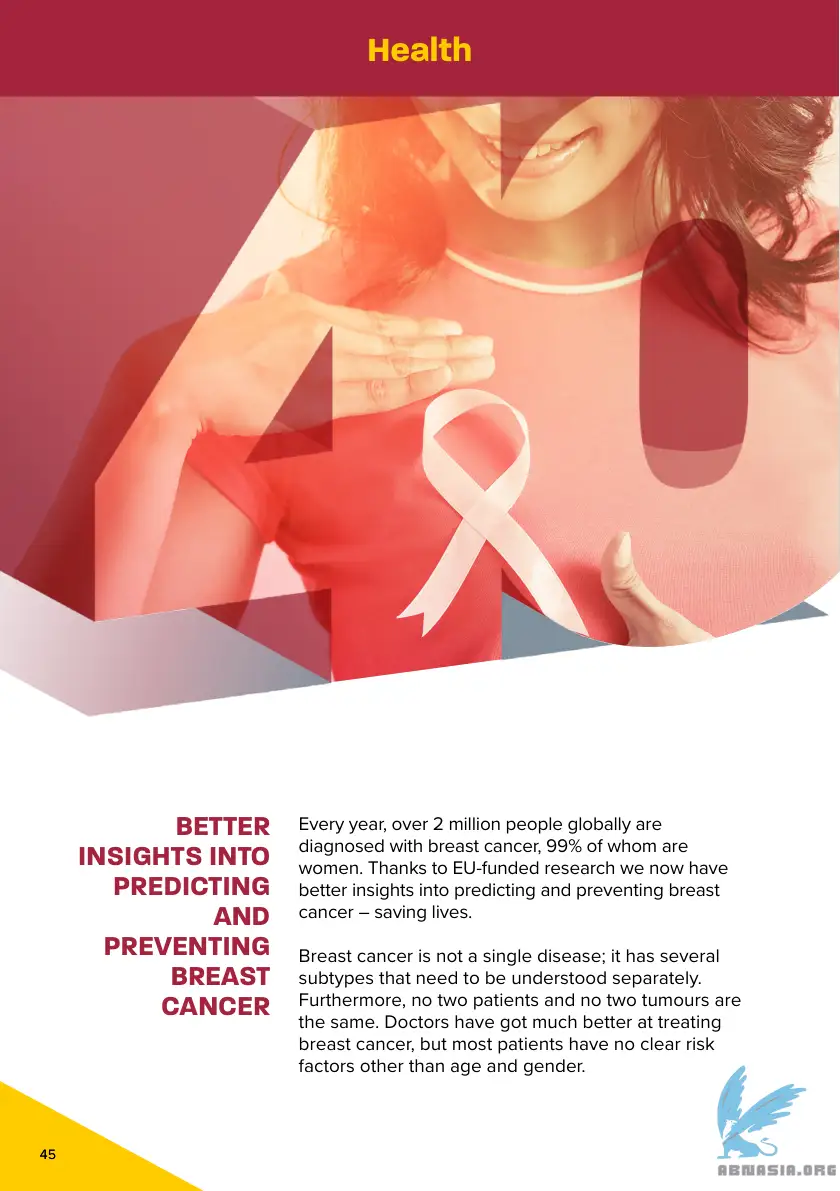 Health
40
BETTER
INSIGHTS INTO
PREDICTING
AND
PREVENTING
BREAST
CANCER
Every year, over 2 million people globally are
diagnosed with breast cancer, 99% of whom are
women. Thanks to EU-funded research we now have
better insights into predicting and preventing breast
cancer – saving lives.
Breast cancer is not a single disease; it has several
subtypes that need to be understood separately.
Furthermore, no two patients and no two tumours are
the same. Doctors have got much better at treating
breast cancer, but most patients have no clear risk
factors other than age and gender.
45
ABNASIA.ORG